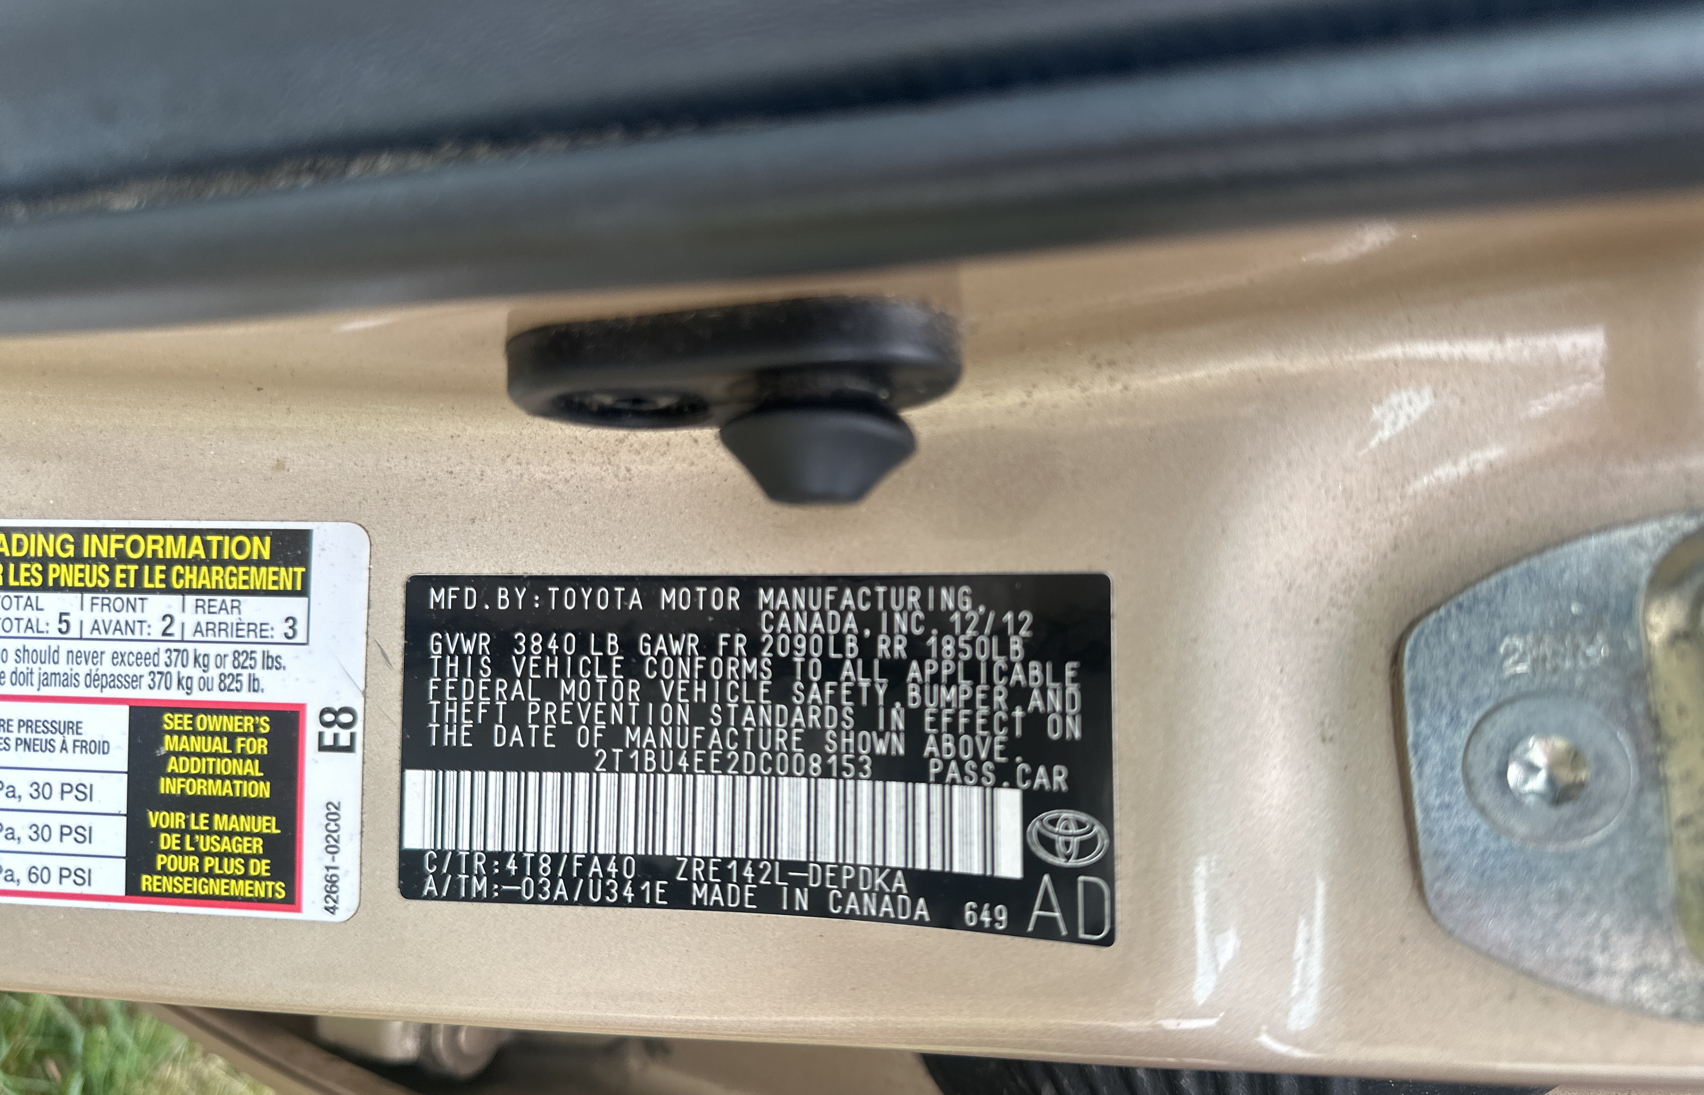 ADING INFORMATION
R LES PNEUS ET LE CHARGEMENT
OTAL FRONT REAR
OTAL: 5 AVANT: 2 ARRIÈRE: 3
o should never exceed 370 kg or 825 lbs.
e doit jamais dépasser 370 kg ou 825 lb.
RE PRESSURE
ES PNEUS À FROID
Pa, 30 PSI
Pa, 30 PSI
Pa, 60 PSI
SEE OWNER'S
MANUAL FOR
ADDITIONAL
INFORMATION
VOIR LE MANUEL
DE L'USAGER
POUR PLUS DE
RENSEIGNEMENTS
E8
42661-02C02
MFD.BY:TOYOTA MOTOR MANUFACTURING,
CANADA,INC. 12/12
GVWR 3840 LB GAWR FR 2090LB RR 1850LB
THIS VEHICLE CONFORMS TO ALL APPLICABLE
FEDERAL MOTOR VEHICLE SAFETY,BUMPER,AND
THEFT PREVENTION STANDARDS IN EFFECT ON
THE DATE OF MANUFACTURE SHOWN ABOVE.
2T1BU4EE2DC008153 PASS.CAR
C/TR:4T8/FA40 ZRE142L-DEPDKA
A/TM:-03A/U341E MADE IN CANADA 649 AD